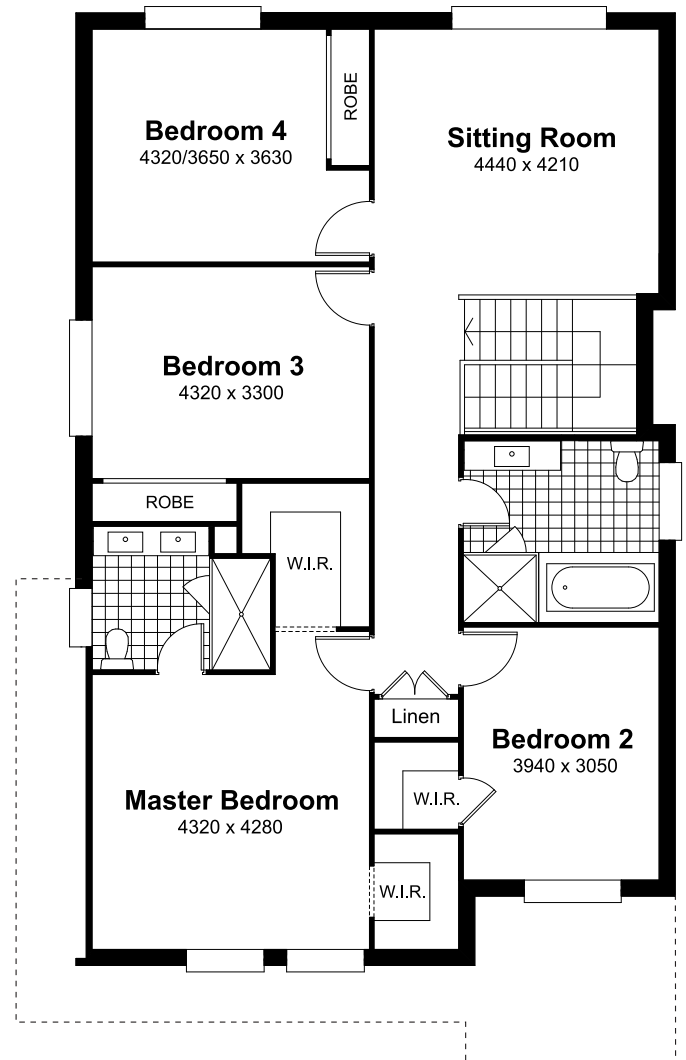 Bedroom 4
4320/3650 x 3630
ROBE
Sitting Room
4440 x 4210
Bedroom 3
4320 x 3300
ROBE
W.I.R.
Linen
Bedroom 2
3940 x 3050
W.I.R.
Master Bedroom
4320 x 4280
W.I.R.